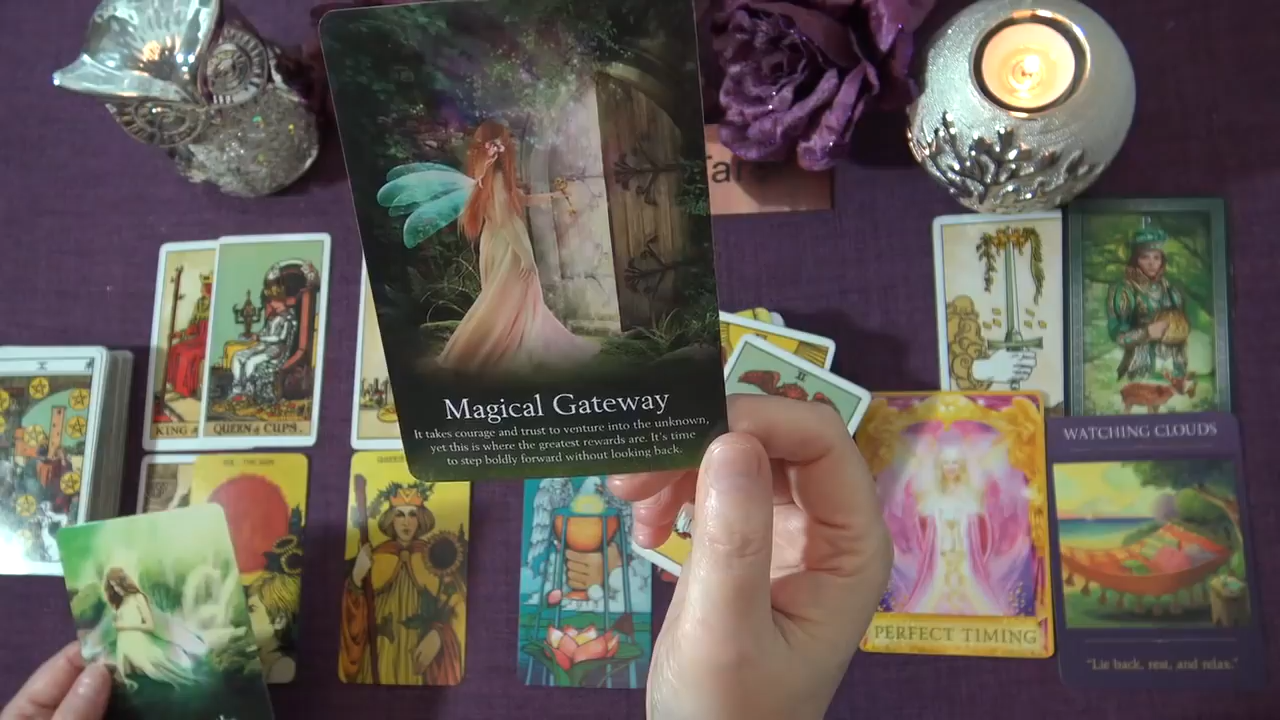 Magical Gateway
It takes courage and trust to venture into the unknown,
yet this is where the greatest rewards are. It's time
to step boldly forward without looking back.
KING
QUEEN of CUPS.
II
X
PERFECT TIMING
WATCHING CLOUDS
"Lie back, rest, and relax."